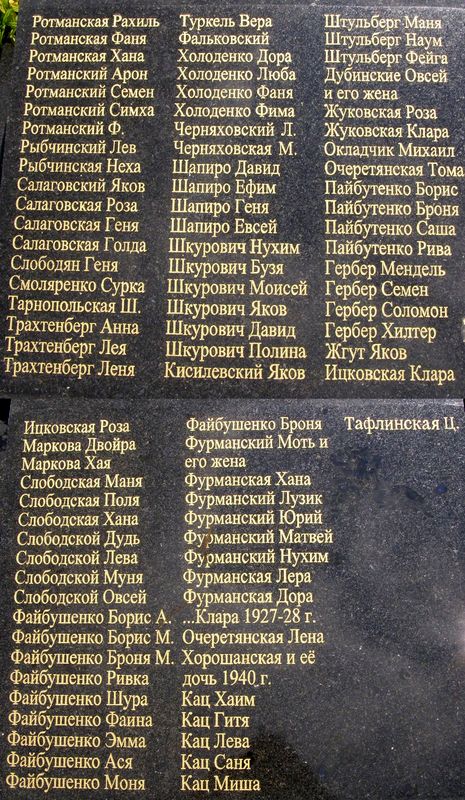 Ротманская Рахиль
Ротманская Фаня
Ротманская Хана
Ротманская Арон
Ротманский Семен
Ротманский Симха
Ротманский Ф.
Рыбчинский Лев
Рыбчинская Неха
Салаговский Яков
Салаговская Роза
Салаговская Геня
Салаговская Голда
Слободян Геня
Смоляренко Сурка
Тарнопольская Ш.
Трахтенберг Анна
Трахтенберг Лея
Трахтенберг Леня
Туркель Вера
Фальковский
Холоденко Дора
Холоденко Люба
Холоденко Фаня
Холоденко Фима
Черняховский Л.
Черняховская М.
Шапиро Давид
Шапиро Ефим
Шапиро Геня
Шапиро Евсей
Шкурович Нухим
Шкурович Бузя
Шкурович Моисей
Шкурович Яков
Шкурович Давид
Шкурович Полина
Кисилевский Яков
Штульберг Маня
Штульберг Наум
Штульберг Фейга
Дубинские Овсей
и его жена
Жуковская Роза
Жуковская Клара
Окладчик Михаил
Очеретянская Тома
Пайбутенко Борис
Пайбутенко Броня
Пайбутенко Саша
Пайбутенко Рива
Гербер Мендель
Гербер Семен
Гербер Соломон
Гербер Хилтер
Жгут Яков
Ицковская Клара
Ицковская Роза
Маркова Двойра
Маркова Хая
Слободская Маня
Слободская Поля
Слободская Хана
Слободской Дудь
Слободской Лева
Слободской Муня
Слободской Овсей
Файбушенко Борис А.
Файбушенко Борис М.
Файбушенко Броня М.
Файбушенко Ривка
Файбушенко Шура
Файбушенко Фаина
Файбушенко Эмма
Файбушенко Ася
Файбушенко Моня
Файбушенко Броня
Фурманский Моть и
его жена
Фурманская Хана
Фурманский Лузик
Фурманский Юрий
Фурманский Матвей
Фурманский Нухим
Фурманская Лера
Фурманская Дора
...Клара 1927-28 г.
Очеретянская Лена
Хорошанская и её
дочь 1940 г.
Кац Хаим
Кац Гитя
Кац Лева
Кац Саня
Кац Миша
Тафлинская Ц.